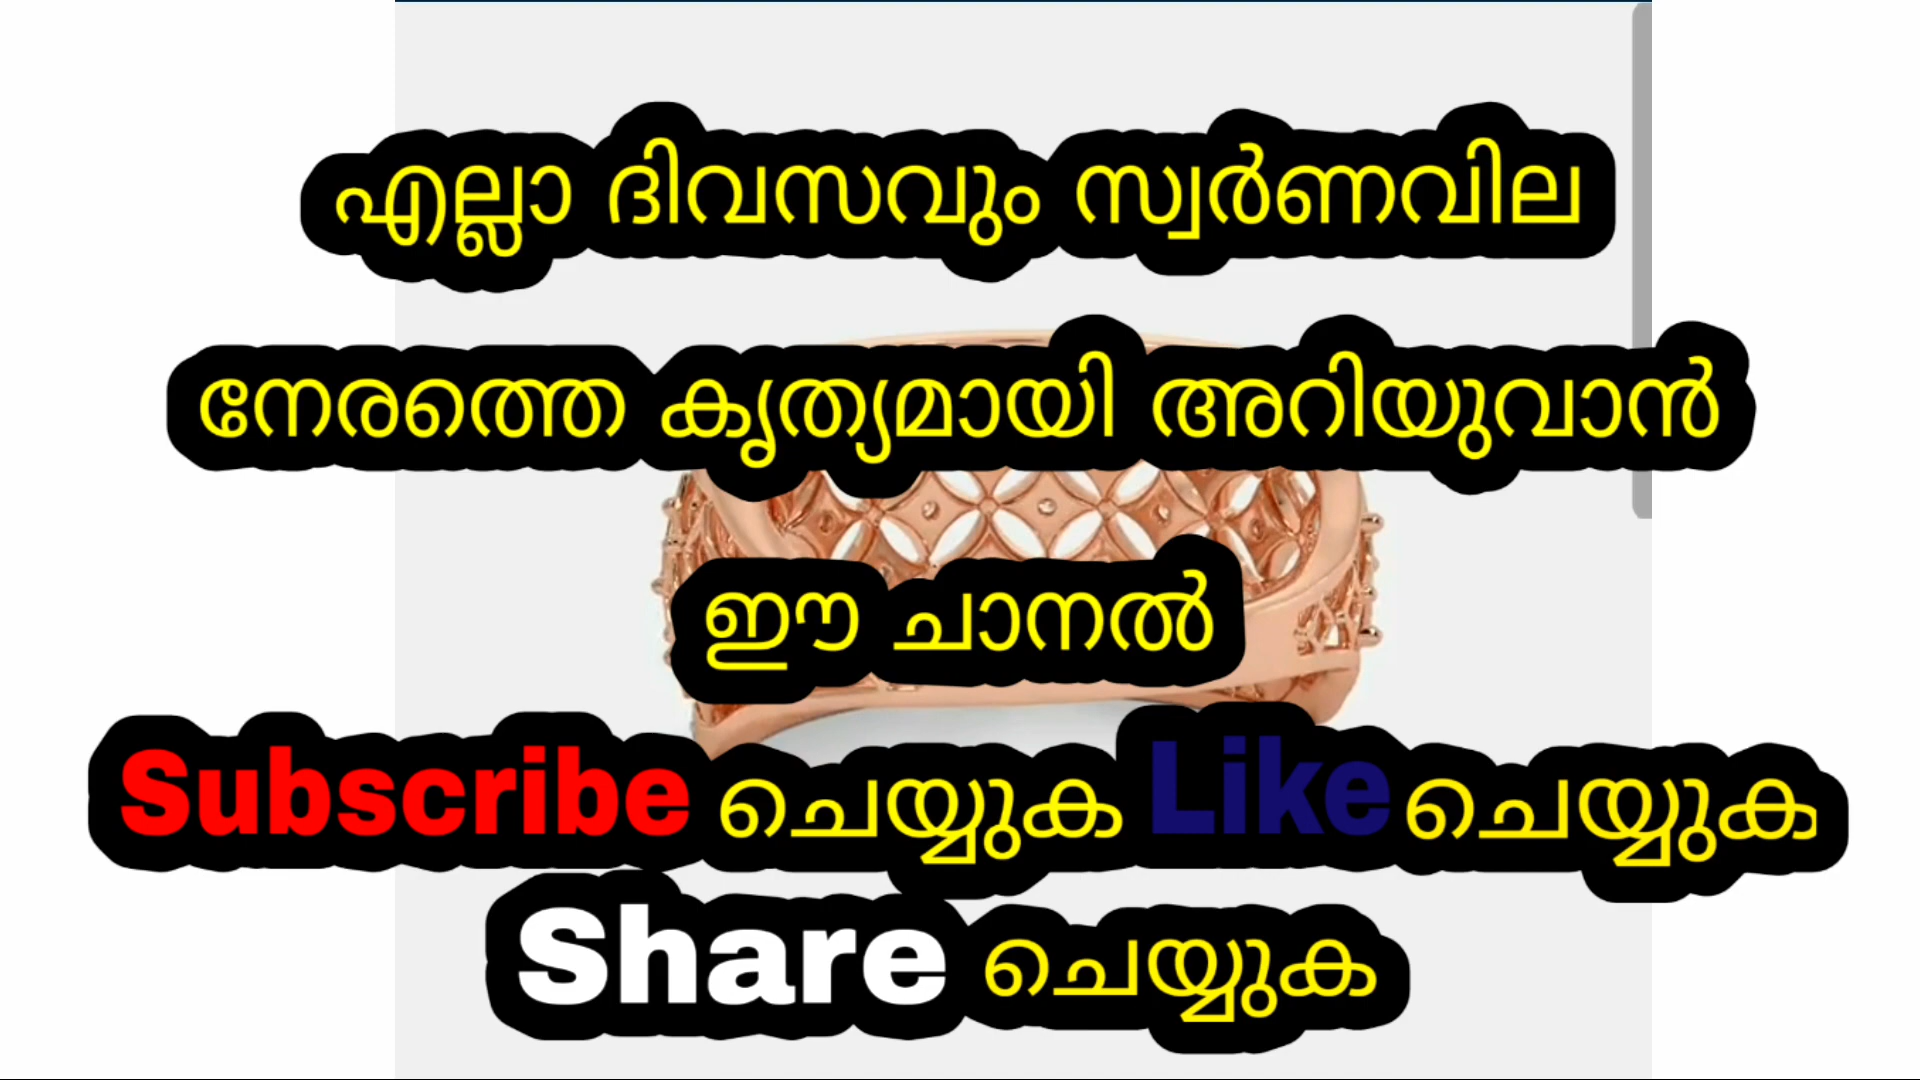 എല്ലാ ദിവസവും സ്വർണവില
നേരത്തെ കൃത്യമായി അറിയുവാൻ
ഈ ചാനൽ
Subscribe ചെയ്യുക Like ചെയ്യുക
Share ചെയ്യുക